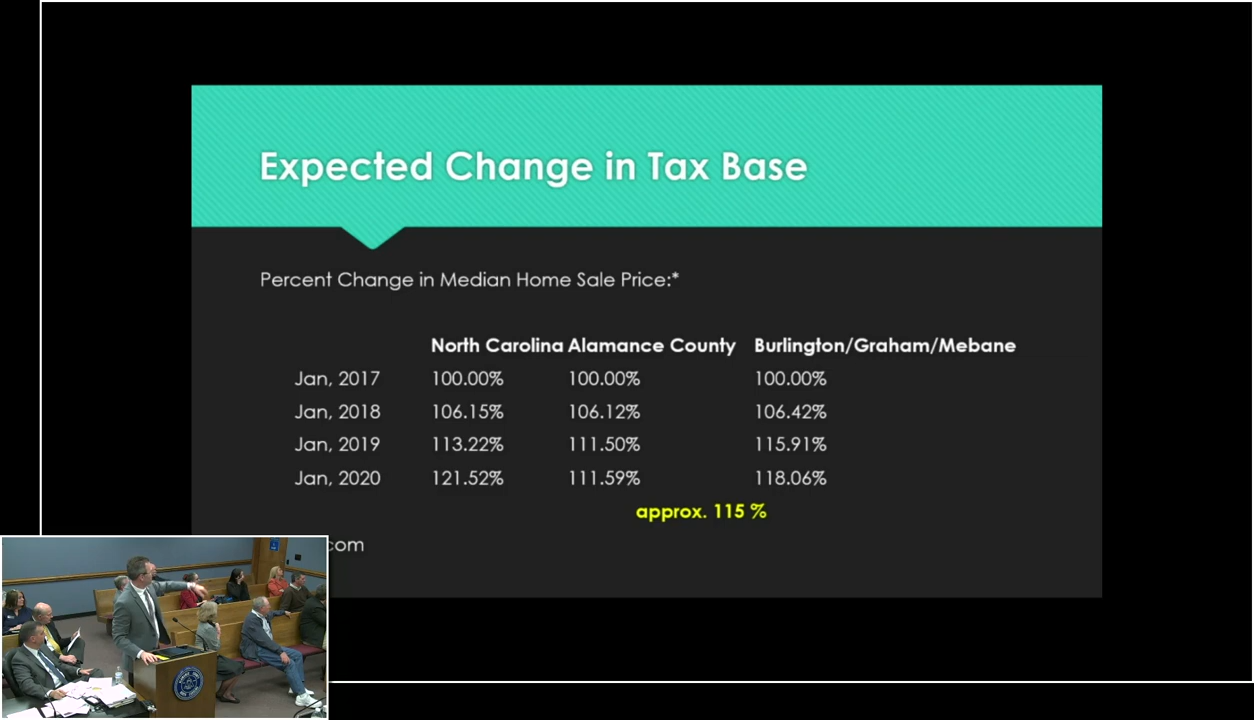 Expected Change in Tax Base
Percent Change in Median Home Sale Price:*
North Carolina Alamance County Burlington/Graham/Mebane
Jan, 2017 100.00% 100.00% 100.00%
Jan, 2018 106.15% 106.12% 106.42%
Jan, 2019 113.22% 111.50% 115.91%
Jan, 2020 121.52% 111.59% 118.06%
approx. 115 %
com